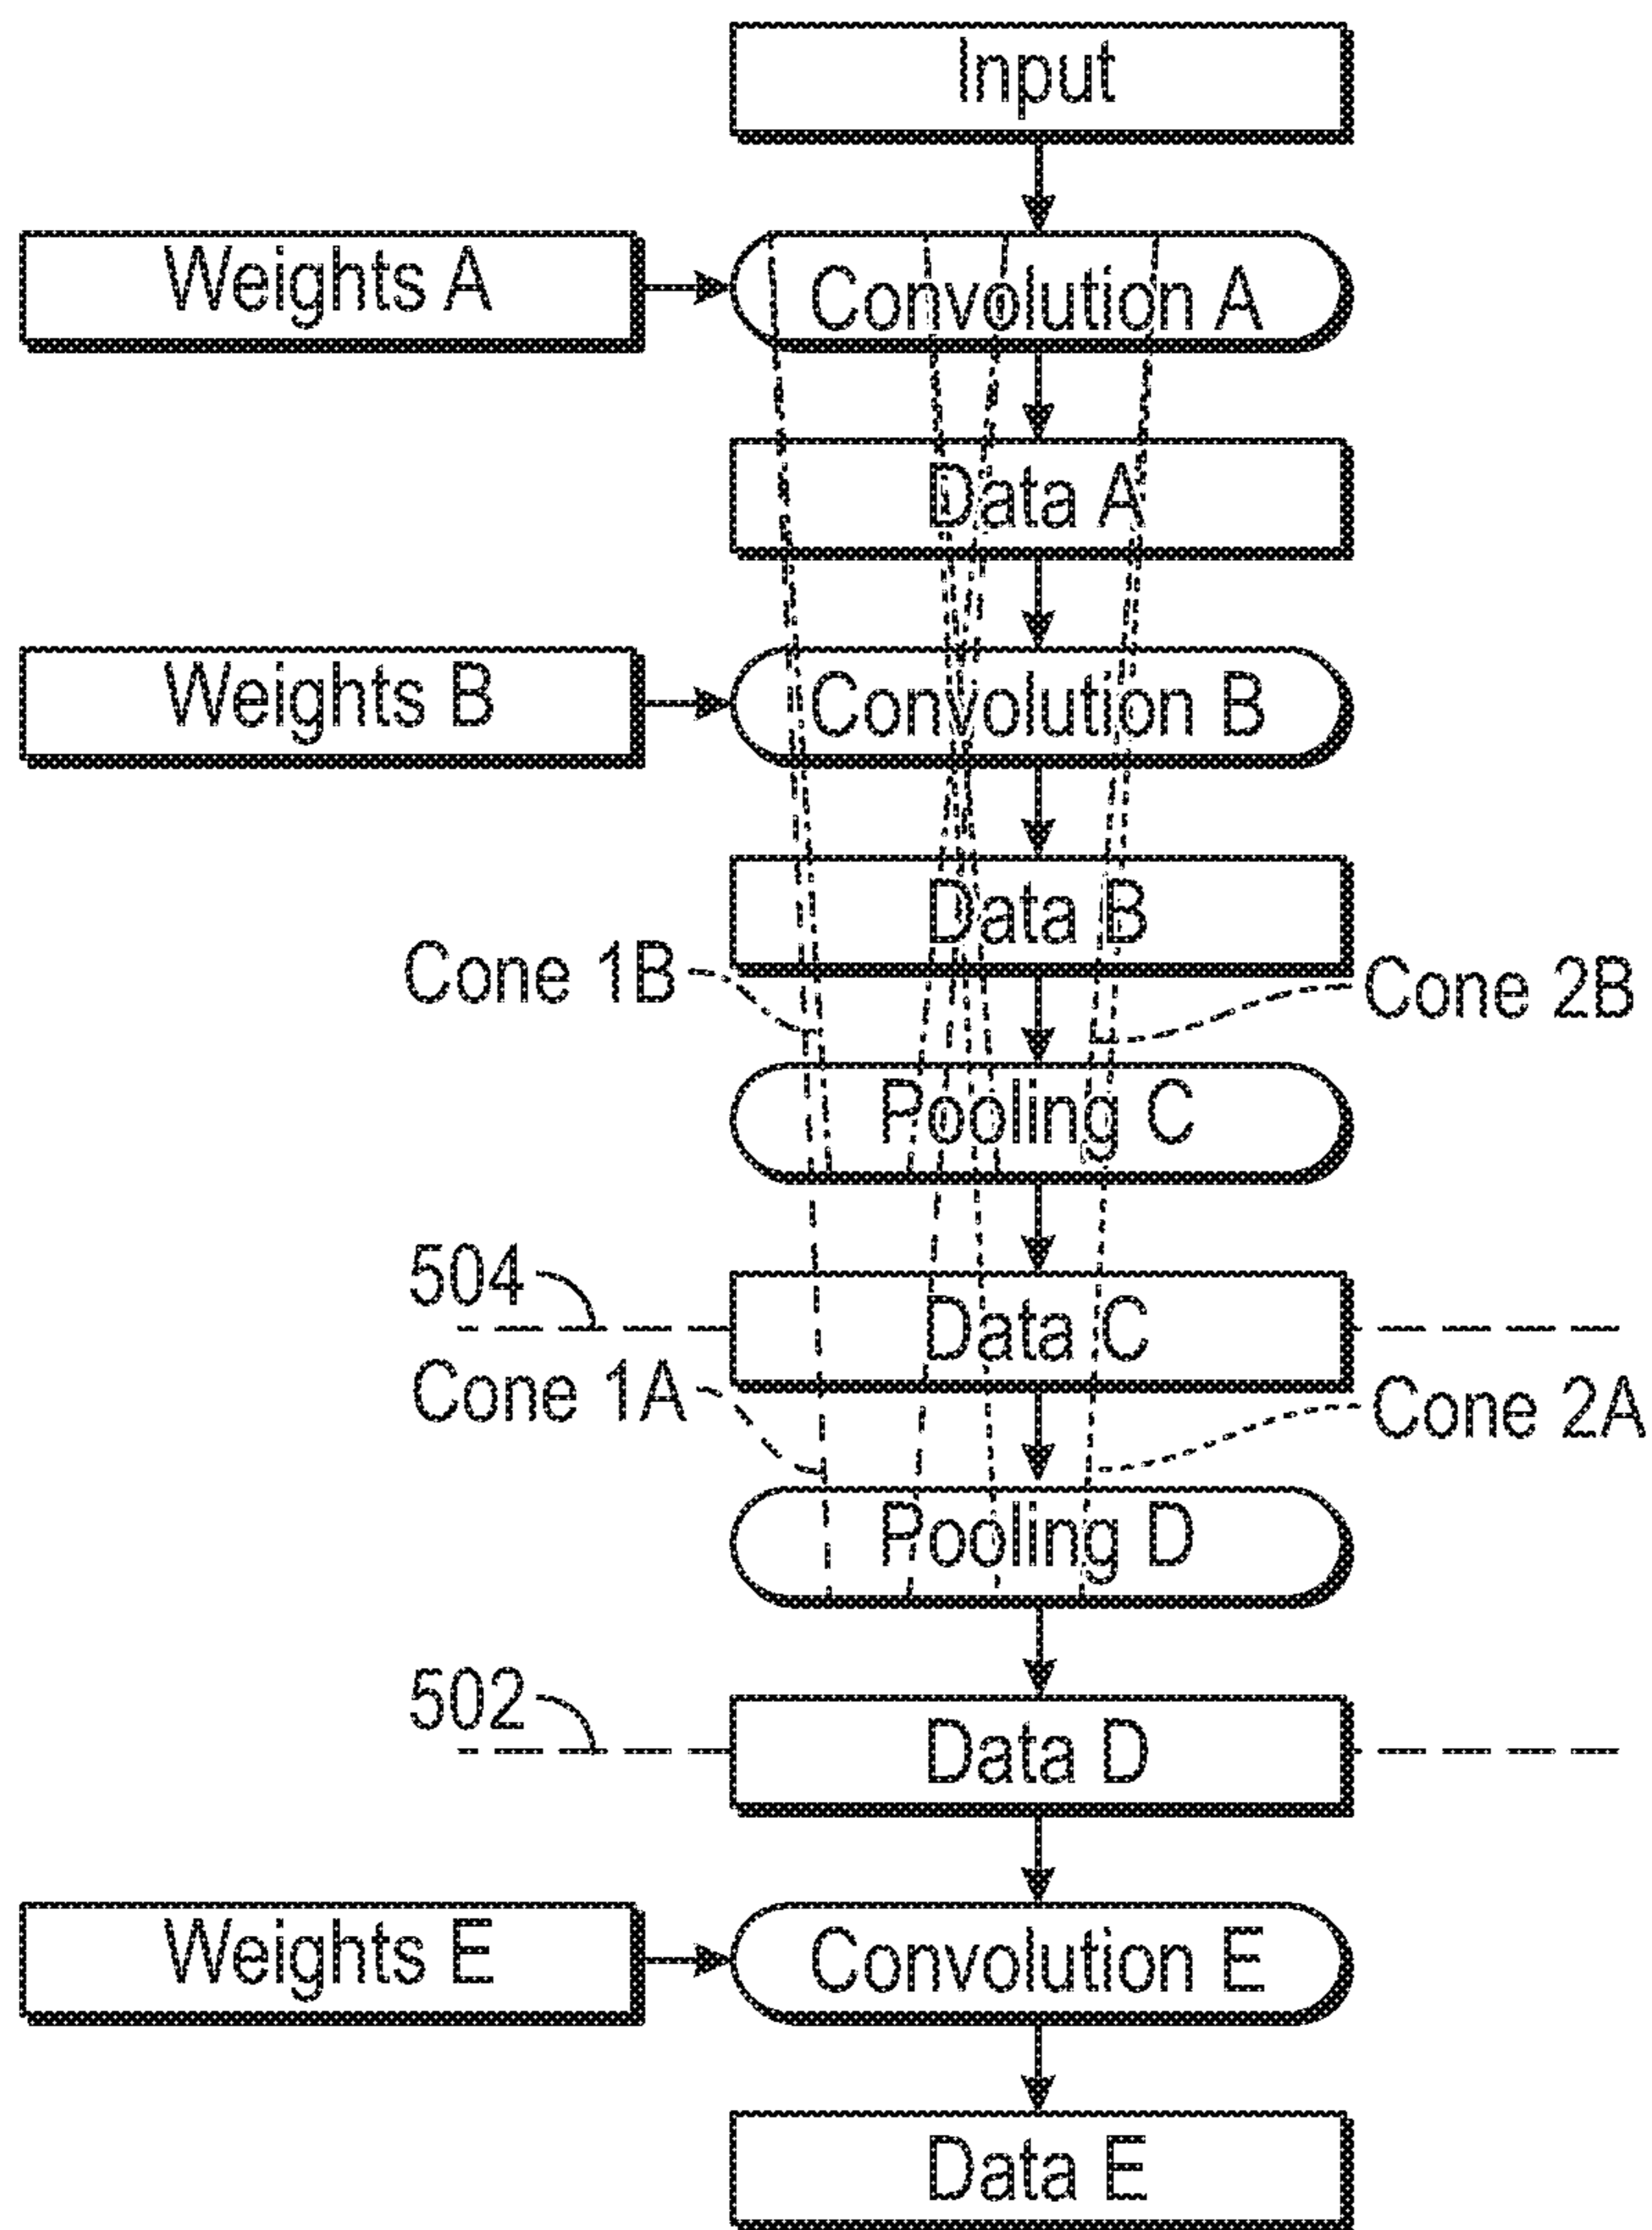 Input
Weights A
Convolution A
Data A
Weights B
Convolution B
Data B
Cone 1B
Cone 2B
Pooling C
504
Data C
Cone 1A
Cone 2A
Pooling D
502
Data D
Weights E
Convolution E
Data E